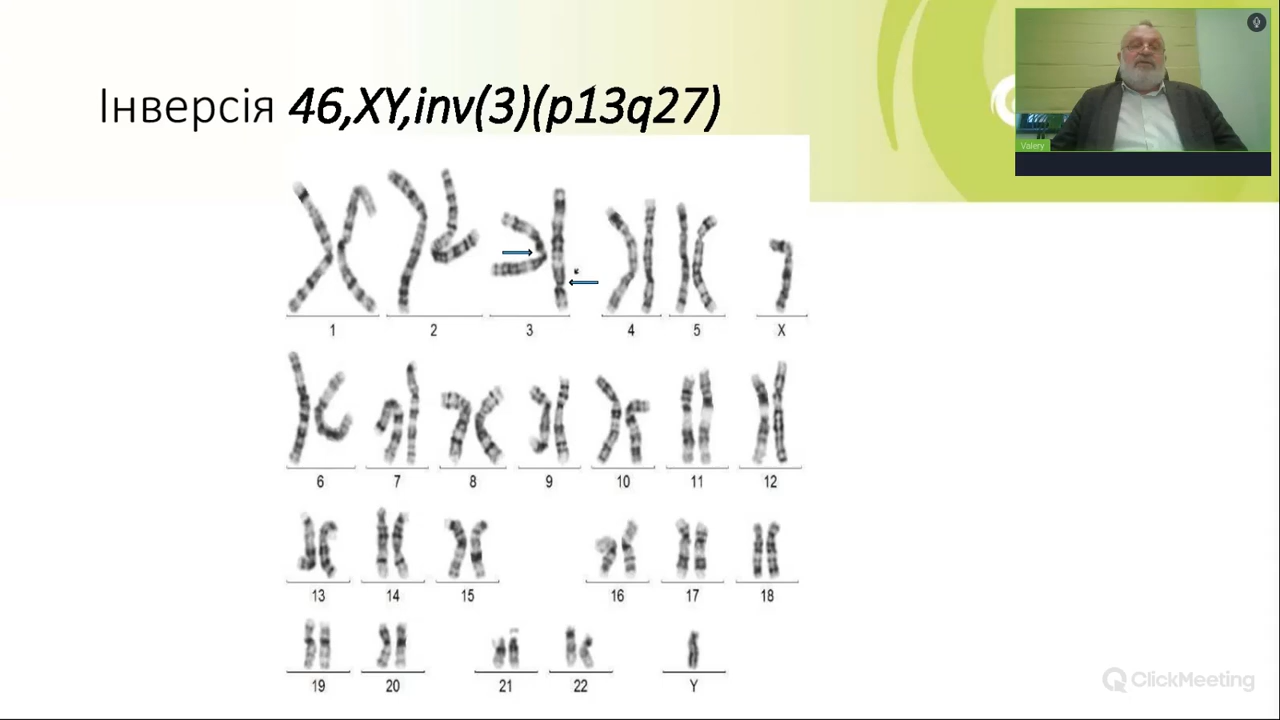 Інверсія 46,XY,inv(3)(p13q27)
Valery
1 2 3 4 5 X
6 7 8 9 10 11 12
13 14 15 16 17 18
19 20 21 22 Y
ClickMeeting